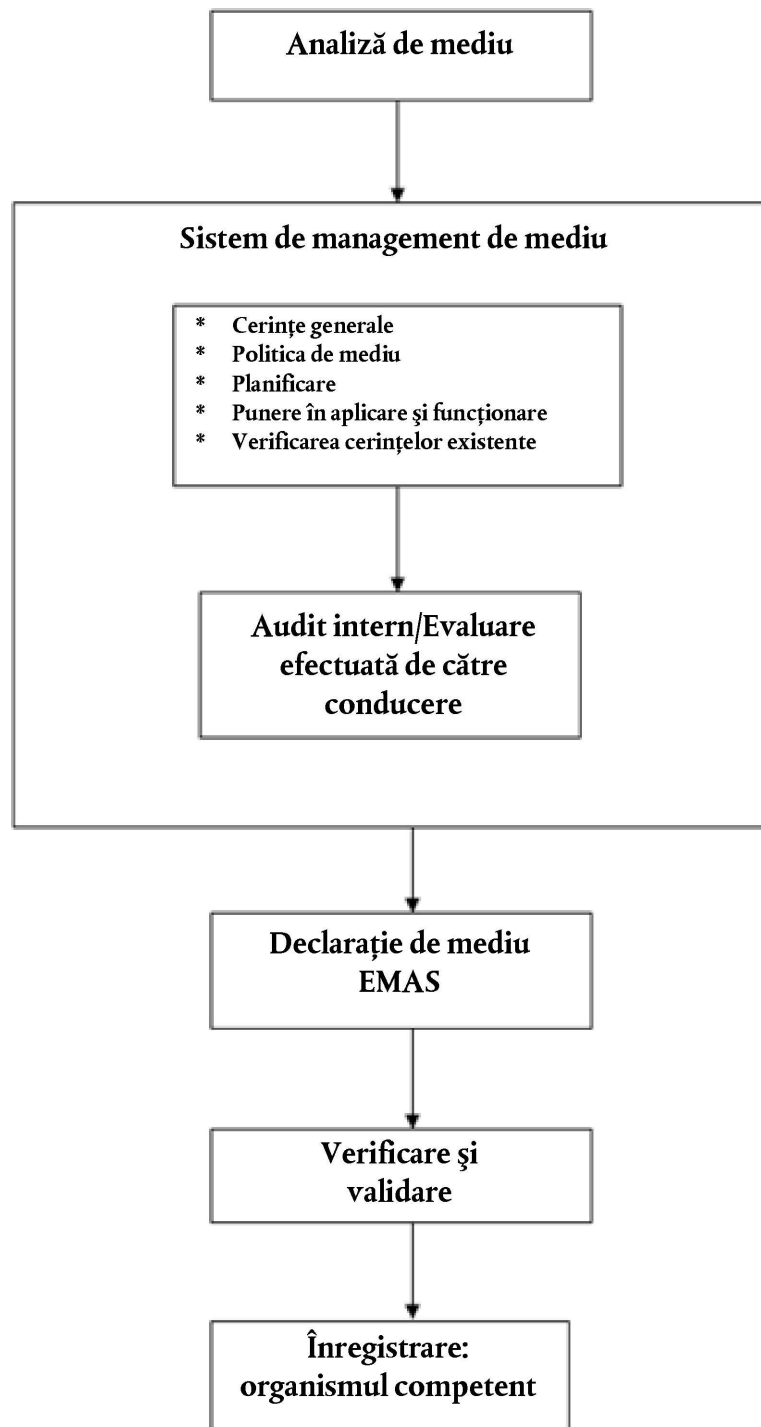 Analiză de mediu
Sistem de management de mediu
* Cerințe generale
* Politica de mediu
* Planificare
* Punere în aplicare şi funcționare
* Verificarea cerințelor existente
Audit intern/Evaluare
efectuată de către
conducere
Declarație de mediu
EMAS
Verificare şi
validare
Înregistrare:
organismul competent